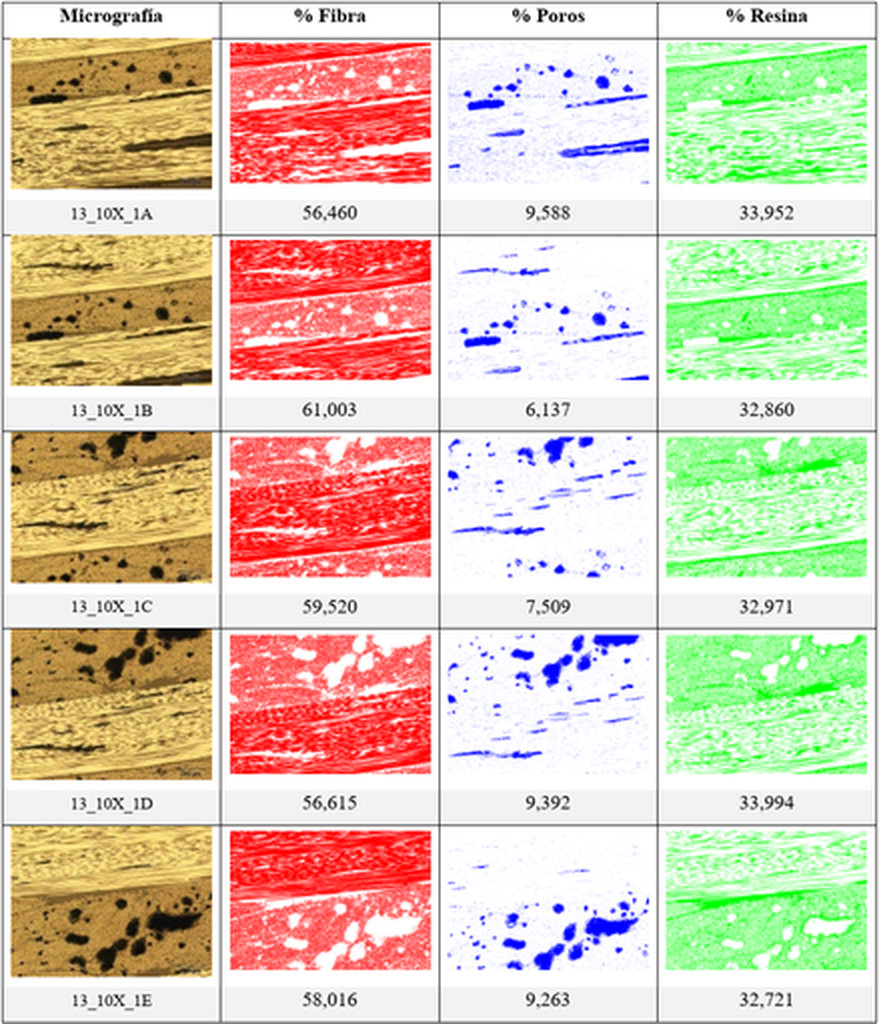 Micrografía % Fibra % Poros % Resina
13_10X_1A 56,460 9,588 33,952
13_10X_1B 61,003 6,137 32,860
13_10X_1C 59,520 7,509 32,971
13_10X_1D 56,615 9,392 33,994
13_10X_1E 58,016 9,263 32,721